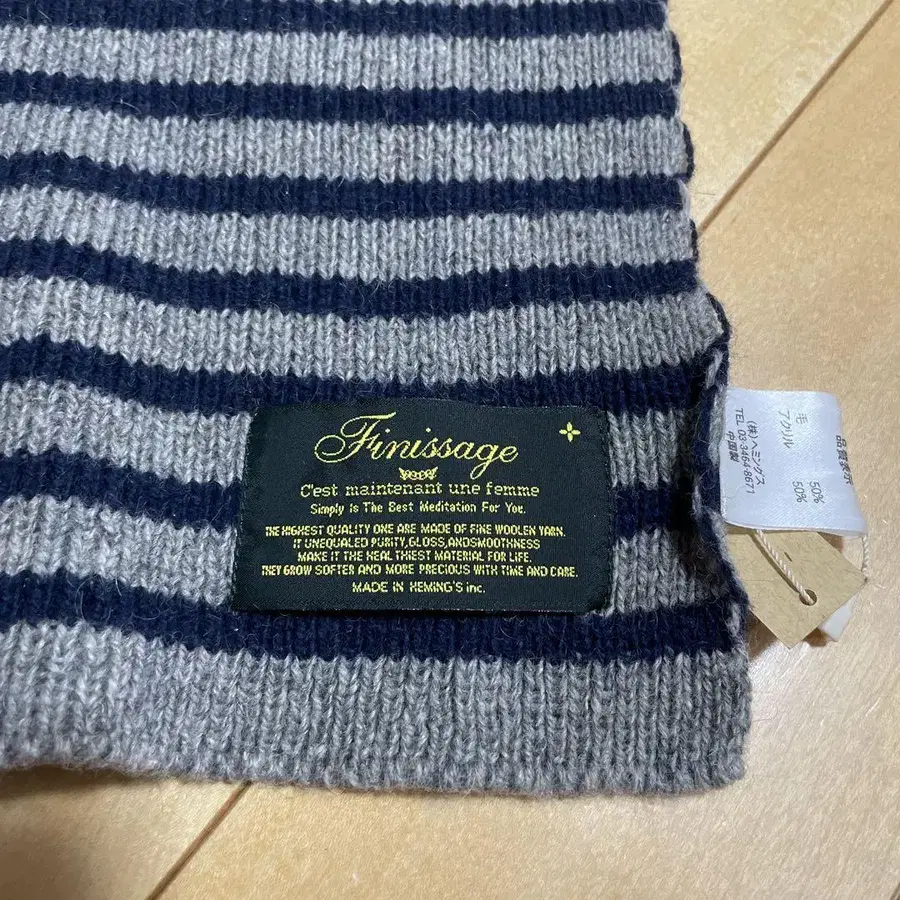 Finissage
C'est maintenant une femme
Simply is The Best Meditation For You.
THE HIGHEST QUALITY ONE ARE MADE OF FINE WOOLEN YARN.
IT UNEQUALED PURITY,GLOSS,ANDSMOOTHNESS
MAKE IT THE HEALTHIEST MATERIAL FOR LIFE.
THEY GROW SOFTER AND MORE PRECIOUS WITH TIME AND CARE.
MADE IN HEMING'S inc.
品質表示
毛 50%
アクリル 50%
(株)ヘミングス
TEL 03-3464-8671
中国製